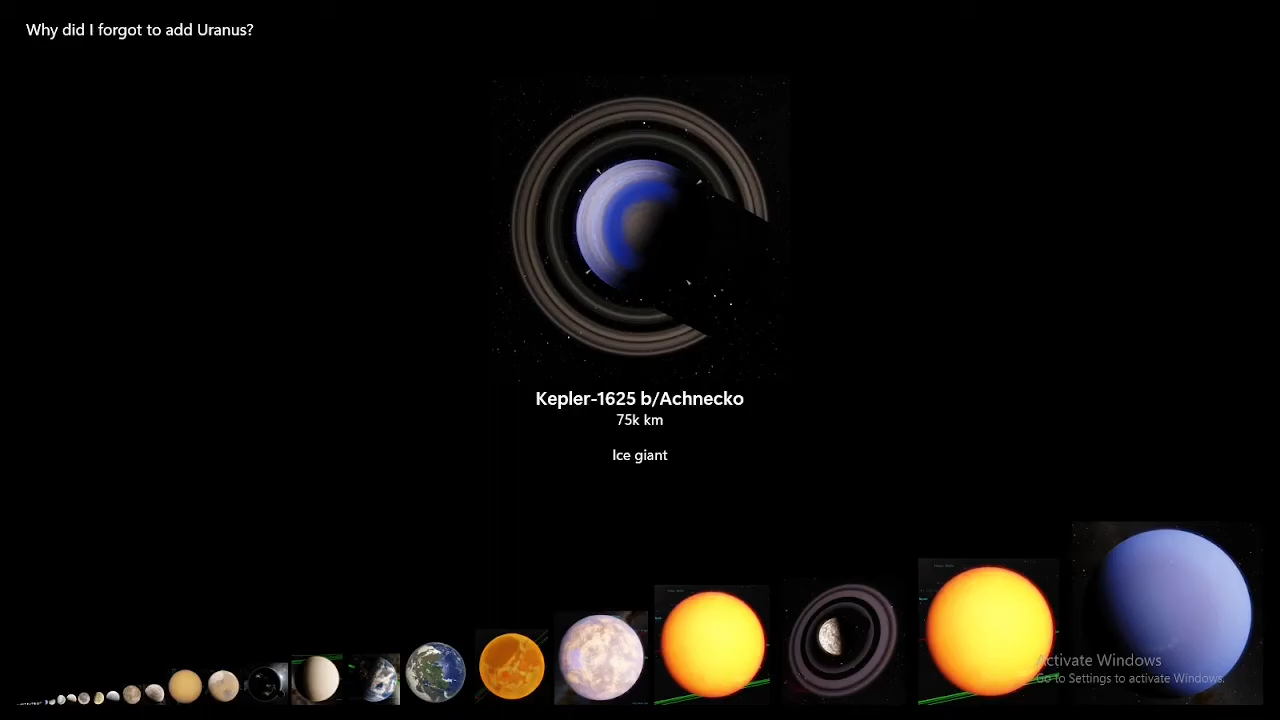 Why did I forgot to add Uranus?
Kepler-1625 b/Achnecko
75k km
Ice giant
Activate Windows
Go to Settings to activate Windows.